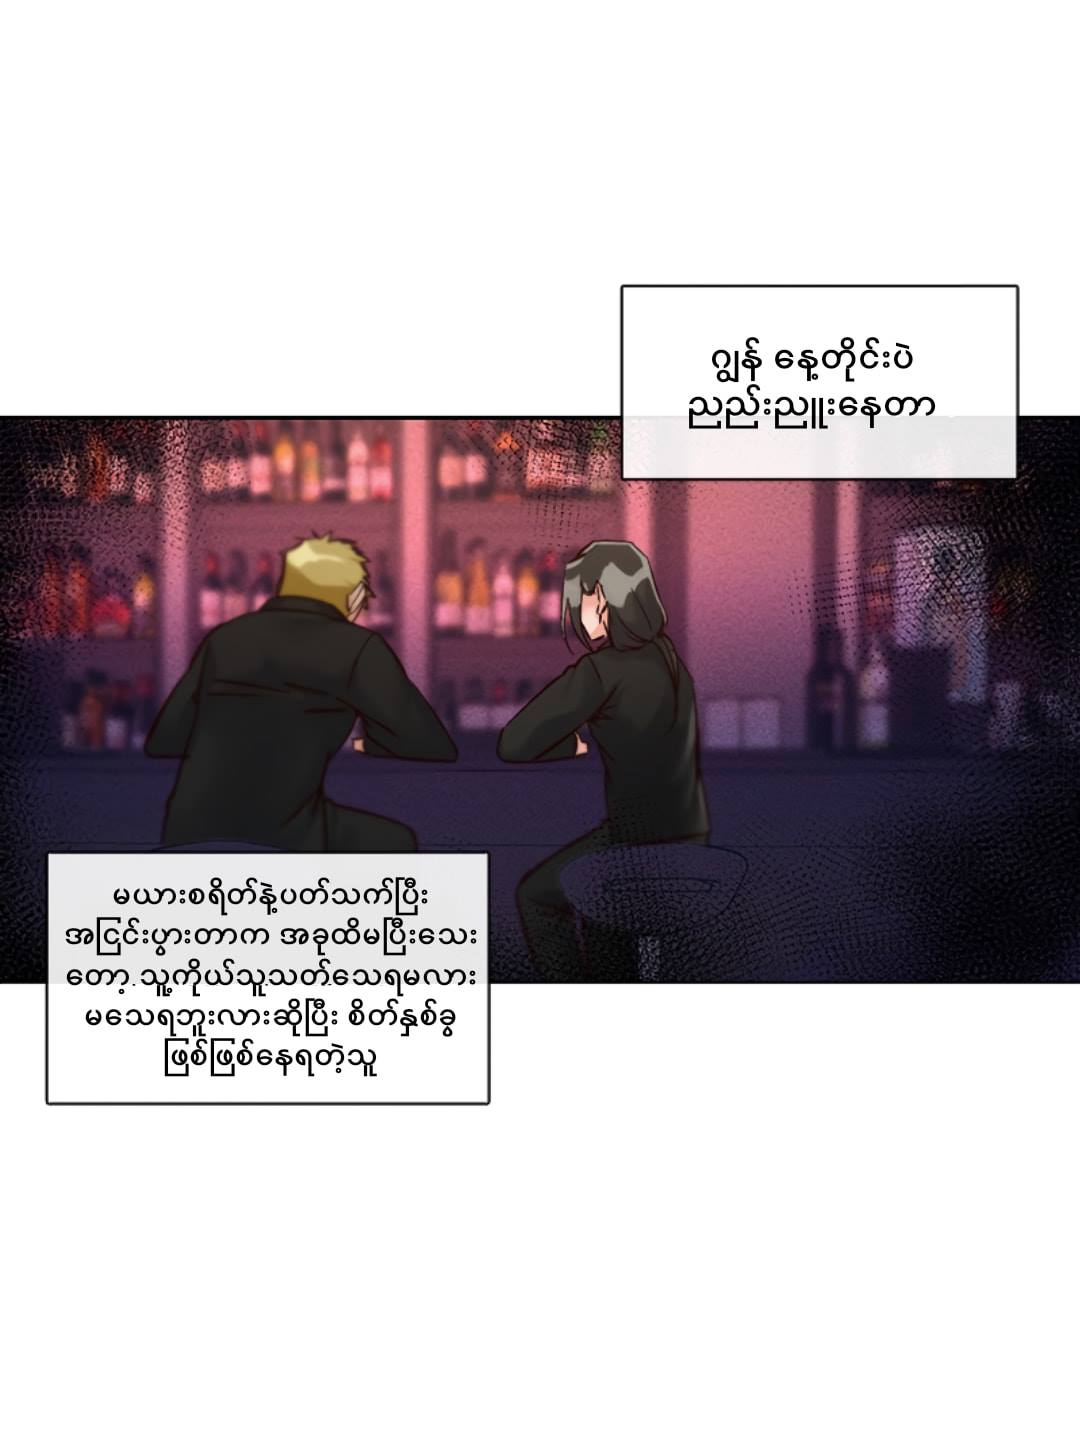 ဂျွန် နေ့တိုင်းပဲ
ညည်းညူးနေတာ
မယားစရိတ်နဲ့ပတ်သက်ပြီး
အငြင်းပွားတာက အခုထိမပြီးသေး
တော့ သူ့ကိုယ်သူသတ်သေရမလား
မသေရဘူးလားဆိုပြီး စိတ်နှစ်ခွ
ဖြစ်ဖြစ်နေရတဲ့သူ